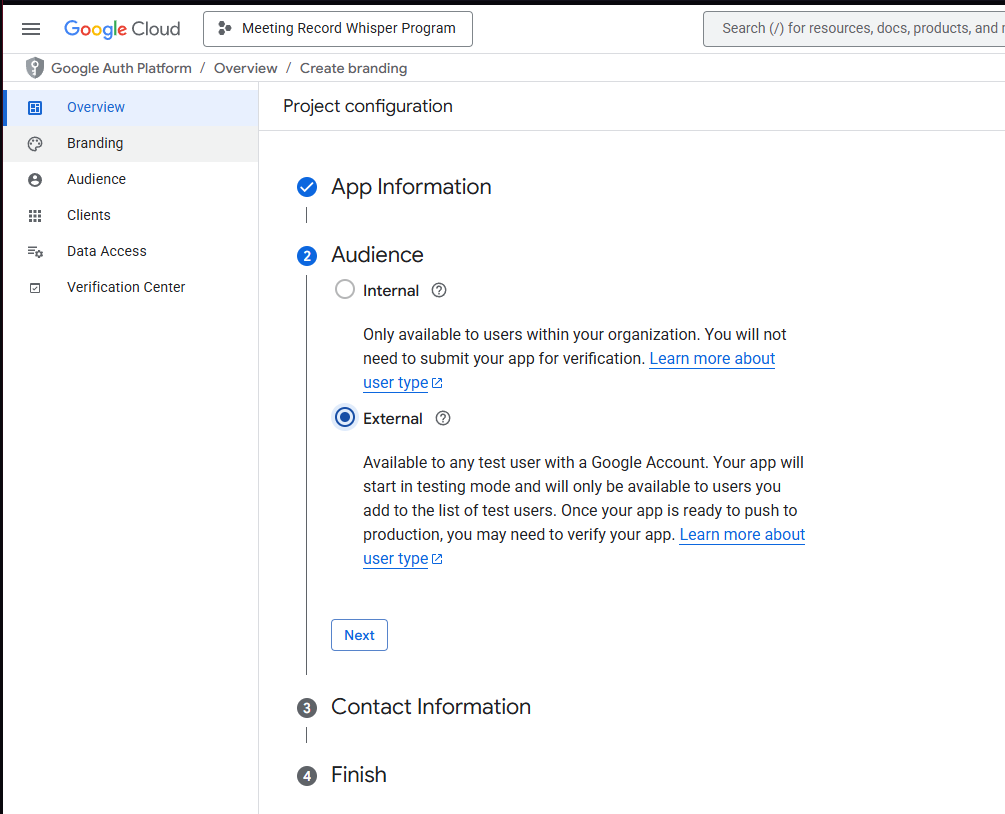 Google Cloud
Meeting Record Whisper Program
Search (/) for resources, docs, products, and
Google Auth Platform / Overview / Create branding
Overview
Branding
Audience
Clients
Data Access
Verification Center
Project configuration
App Information
2 Audience
Internal
Only available to users within your organization. You will not
need to submit your app for verification. Learn more about
user type
External
Available to any test user with a Google Account. Your app will
start in testing mode and will only be available to users you
add to the list of test users. Once your app is ready to push to
production, you may need to verify your app. Learn more about
user type
Next
3 Contact Information
4 Finish